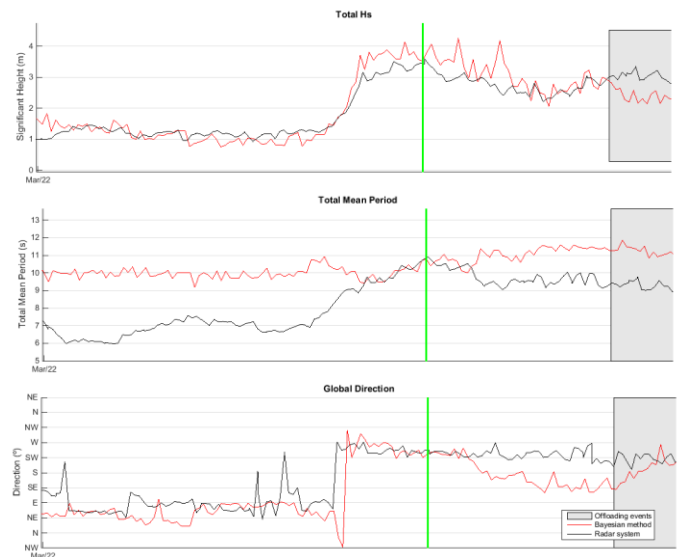 Total Hs
Significant Height (m)
4
3
2
1
0
Mar/22
Total Mean Period
Total Mean Period (s)
13
12
11
10
9
8
7
6
5
Mar/22
Global Direction
Direction (º)
NE
N
NW
W
SW
S
SE
E
NE
N
NW
Mar/22
Offloading events
Bayesian method
Radar system